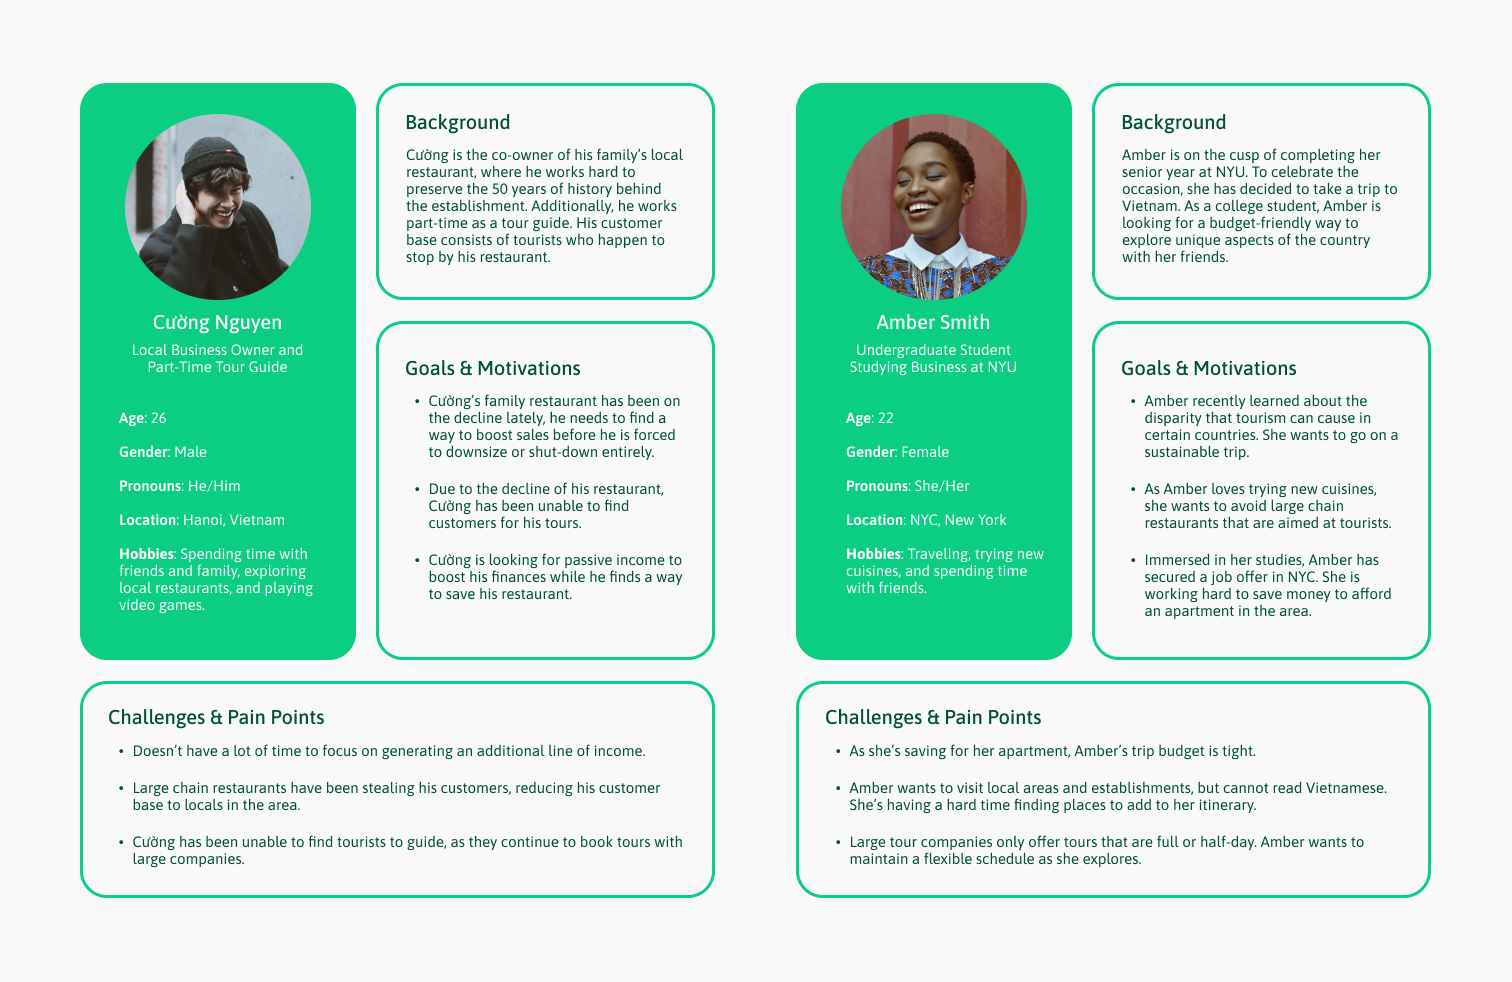 Cường Nguyen
Local Business Owner and
Part-Time Tour Guide
Age: 26
Gender: Male
Pronouns: He/Him
Location: Hanoi, Vietnam
Hobbies: Spending time with
friends and family, exploring
local restaurants, and playing
video games.
Background
Cường is the co-owner of his family's local
restaurant, where he works hard to
preserve the 50 years of history behind
the establishment. Additionally, he works
part-time as a tour guide. His customer
base consists of tourists who happen to
stop by his restaurant.
Goals & Motivations
• Cường's family restaurant has been on
the decline lately, he needs to find a
way to boost sales before he is forced
to downsize or shut-down entirely.
• Due to the decline of his restaurant,
Cường has been unable to find
customers for his tours.
• Cường is looking for passive income to
boost his finances while he finds a way
to save his restaurant.
Challenges & Pain Points
• Doesn't have a lot of time to focus on generating an additional line of income.
• Large chain restaurants have been stealing his customers, reducing his customer
base to locals in the area.
• Cường has been unable to find tourists to guide, as they continue to book tours with
large companies.
Amber Smith
Undergraduate Student
Studying Business at NYU
Age: 22
Gender: Female
Pronouns: She/Her
Location: NYC, New York
Hobbies: Traveling, trying new
cuisines, and spending time
with friends.
Background
Amber is on the cusp of completing her
senior year at NYU. To celebrate the
occasion, she has decided to take a trip to
Vietnam. As a college student, Amber is
looking for a budget-friendly way to
explore unique aspects of the country
with her friends.
Goals & Motivations
• Amber recently learned about the
disparity that tourism can cause in
certain countries. She wants to go on a
sustainable trip.
• As Amber loves trying new cuisines,
she wants to avoid large chain
restaurants that are aimed at tourists.
• Immersed in her studies, Amber has
secured a job offer in NYC. She is
working hard to save money to afford
an apartment in the area.
Challenges & Pain Points
• As she's saving for her apartment, Amber's trip budget is tight.
• Amber wants to visit local areas and establishments, but cannot read Vietnamese.
She's having a hard time finding places to add to her itinerary.
• Large tour companies only offer tours that are full or half-day. Amber wants to
maintain a flexible schedule as she explores.